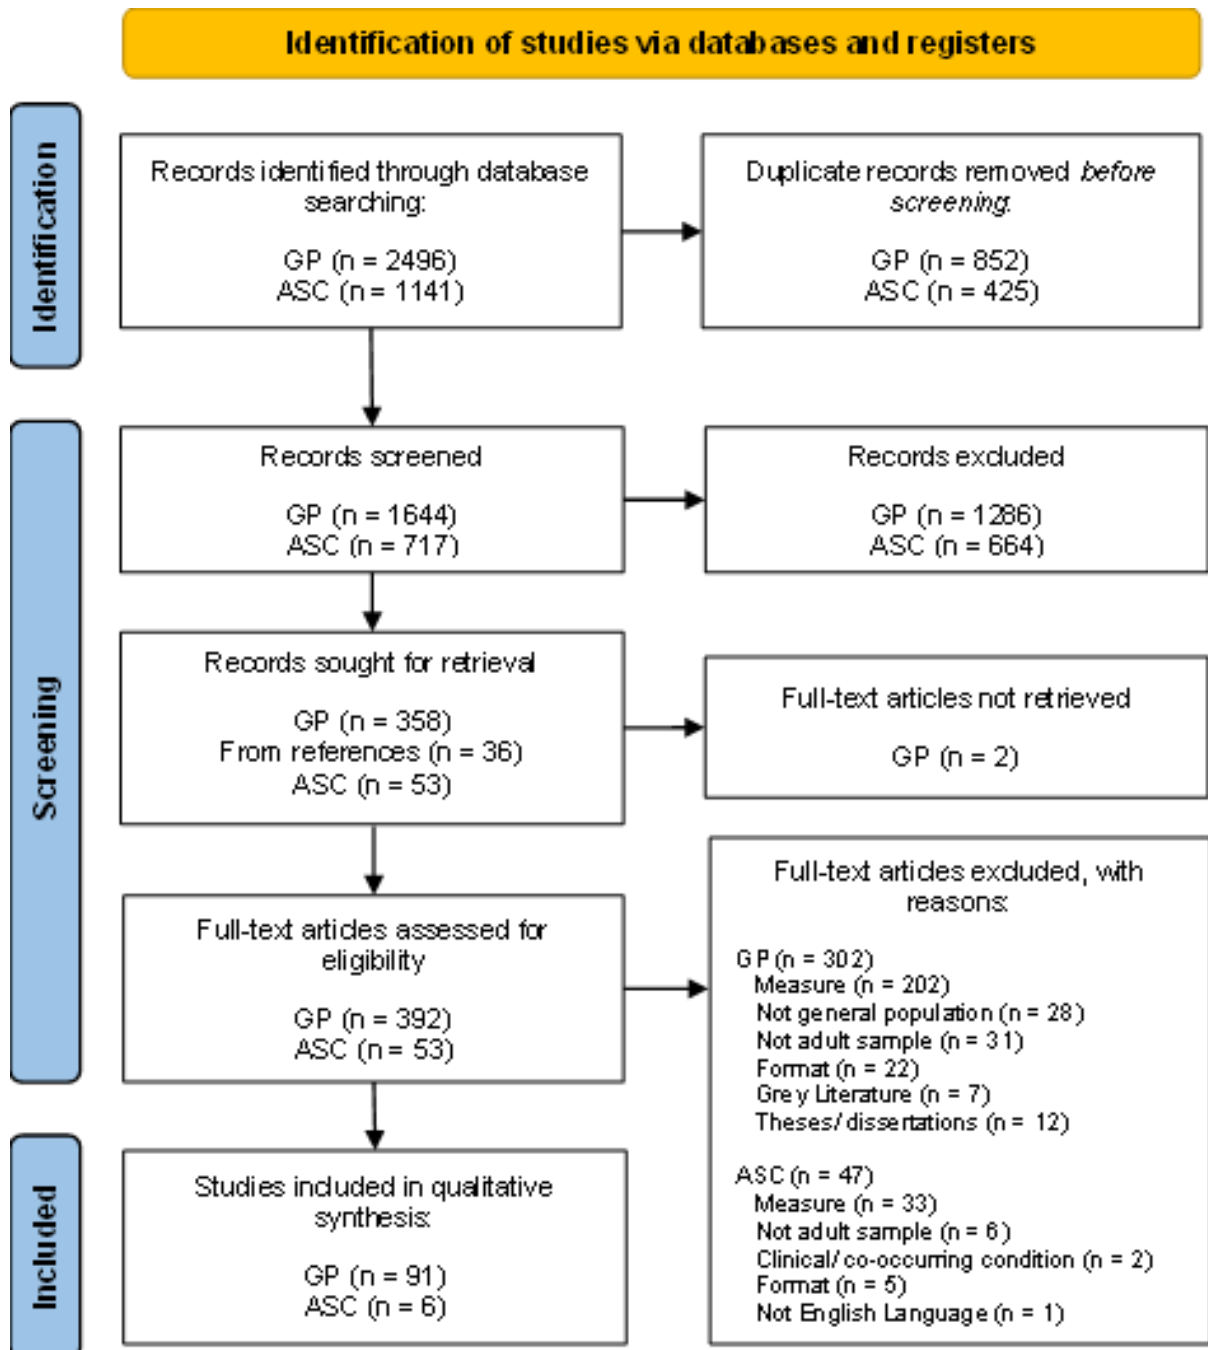 Identification of studies via databases and registers
Identification
Records identified through database
searching:
GP (n = 2496)
ASC (n = 1141)
Duplicate records removed before
screening:
GP (n = 852)
ASC (n = 425)
Screening
Records screened
GP (n = 1644)
ASC (n = 717)
Records excluded
GP (n = 1286)
ASC (n = 664)
Records sought for retrieval
GP (n = 358)
From references (n = 36)
ASC (n = 53)
Full-text articles not retrieved
GP (n = 2)
Full-text articles assessed for
eligibility
GP (n = 392)
ASC (n = 53)
Full-text articles excluded, with
reasons:
GP (n = 302)
Measure (n = 202)
Not general population (n = 28)
Not adult sample (n = 31)
Format (n = 22)
Grey Literature (n = 7)
Theses/ dissertations (n = 12)
ASC (n = 47)
Measure (n = 33)
Not adult sample (n = 6)
Clinical/ co-occurring condition (n = 2)
Format (n = 5)
Not English Language (n = 1)
Included
Studies included in qualitative
synthesis:
GP (n = 91)
ASC (n = 6)